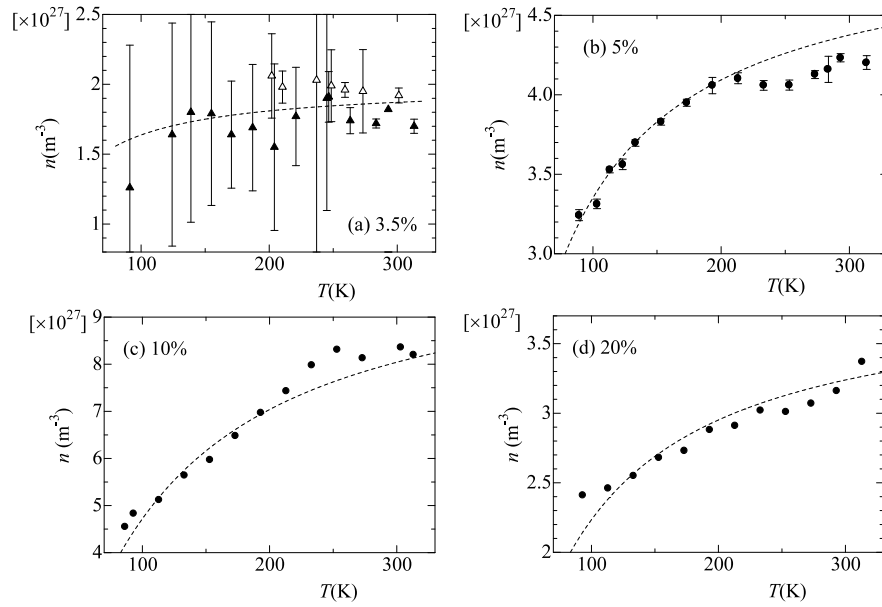 [×10²⁷]
2.5
2
1.5
1
n(m⁻³)
(a) 3.5%
100
200
300
T(K)
[×10²⁷]
4.5
4.0
3.5
3.0
n(m⁻³)
(b) 5%
100
200
300
T(K)
[×10²⁷]
9
8
7
6
5
4
n (m⁻³)
(c) 10%
100
200
300
T(K)
[×10²⁷]
3.5
3
2.5
2
n (m⁻³)
(d) 20%
100
200
300
T(K)